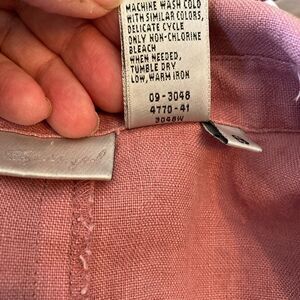 MACHINE WASH COLD
WITH SIMILAR COLORS,
DELICATE CYCLE
ONLY NON-CHLORINE
BLEACH
WHEN NEEDED,
TUMBLE DRY
LOW, WARM IRON
09-3048
4770-41
3048W